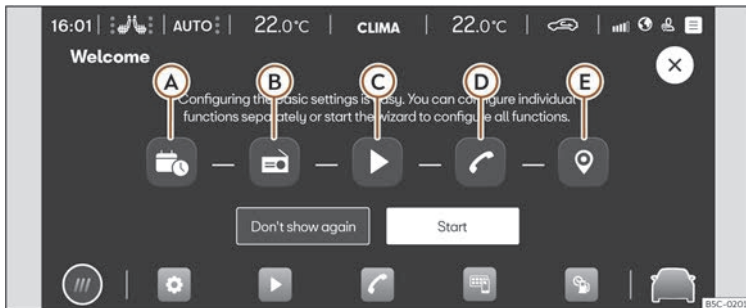 16:01 AUTO 22.0°C CLIMA 22.0°C
Welcome
A B C D E
Configuring the basic settings is easy. You can configure individual
functions separately or start the wizard to configure all functions.
Don't show again Start
B5C-0201